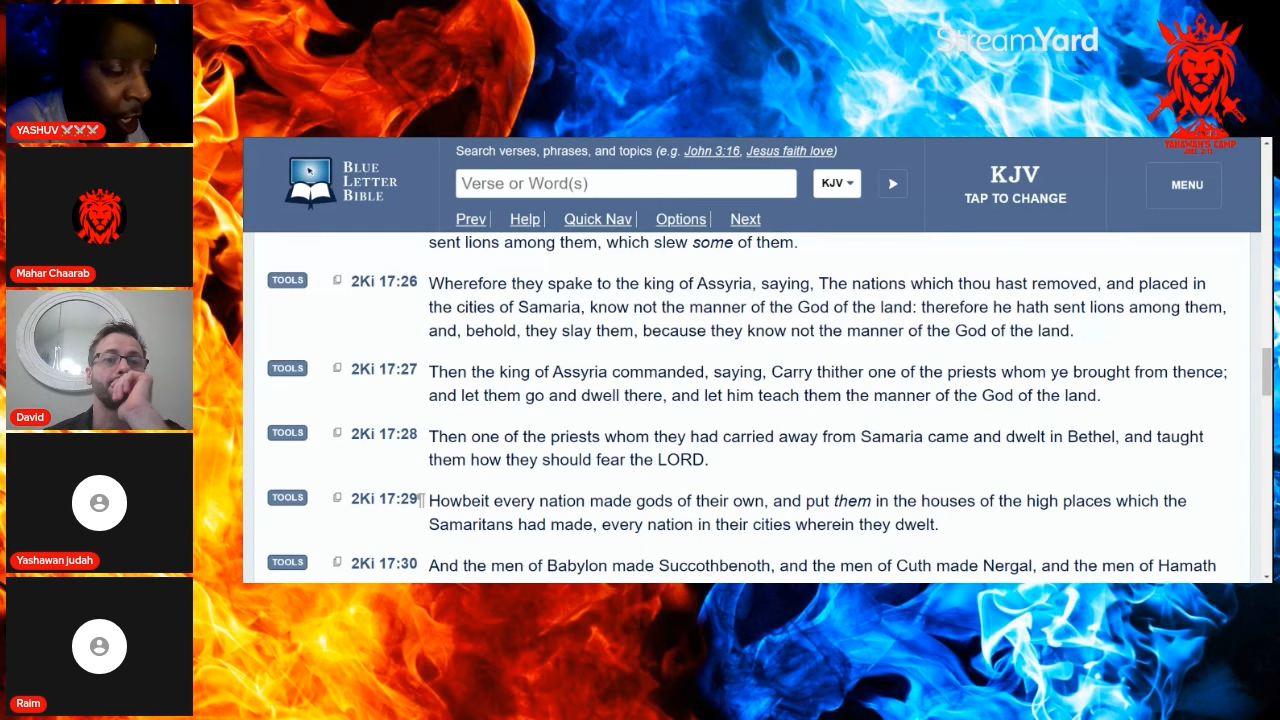 YASHUV ⚔⚔⚔
Mahar Chaarab
David
Yashawan judah
Raim
StreamYard
YAHAWAH'S CAMP
BLUE
LETTER
BIBLE
Search verses, phrases, and topics (e.g. John 3:16, Jesus faith love)
Verse or Word(s)
KJV
Prev
Help
Quick Nav
Options
Next
KJV
TAP TO CHANGE
MENU
sent lions among them, which slew some of them.
TOOLS 2Ki 17:26 Wherefore they spake to the king of Assyria, saying, The nations which thou hast removed, and placed in
the cities of Samaria, know not the manner of the God of the land: therefore he hath sent lions among them,
and, behold, they slay them, because they know not the manner of the God of the land.
TOOLS 2Ki 17:27 Then the king of Assyria commanded, saying, Carry thither one of the priests whom ye brought from thence;
and let them go and dwell there, and let him teach them the manner of the God of the land.
TOOLS 2Ki 17:28 Then one of the priests whom they had carried away from Samaria came and dwelt in Bethel, and taught
them how they should fear the LORD.
TOOLS 2Ki 17:29¶ Howbeit every nation made gods of their own, and put them in the houses of the high places which the
Samaritans had made, every nation in their cities wherein they dwelt.
TOOLS 2Ki 17:30 And the men of Babylon made Succothbenoth, and the men of Cuth made Nergal, and the men of Hamath